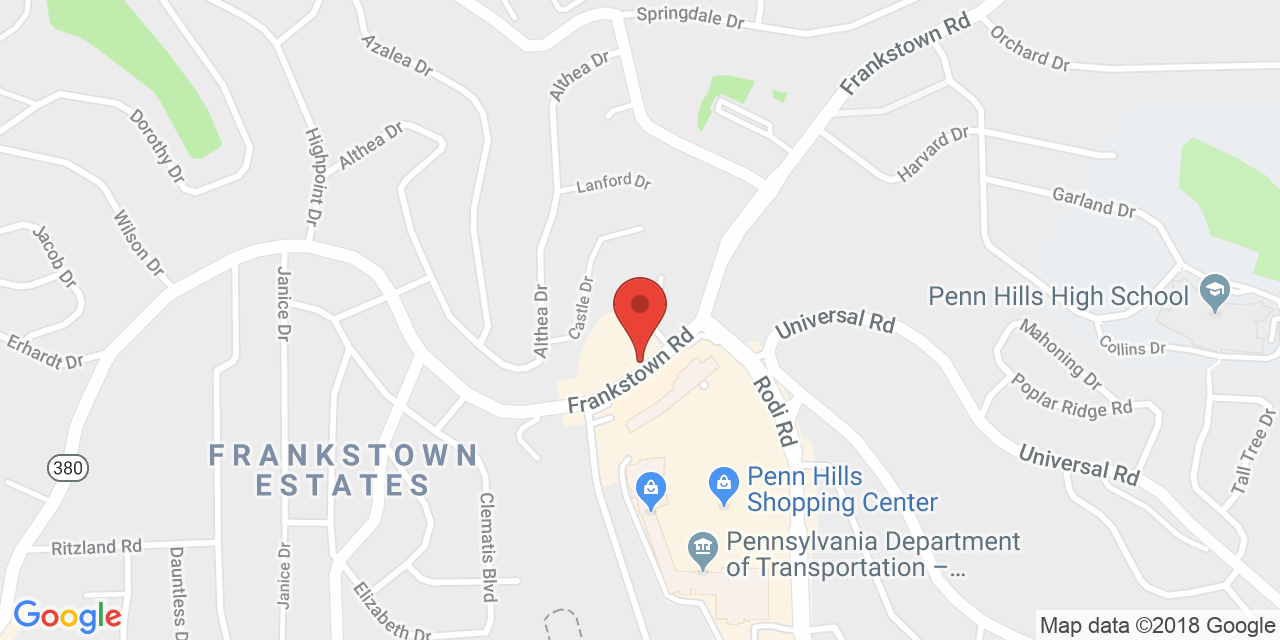 Springdale Dr
Frankstown Rd
Orchard Dr
Azalea Dr
Althea Dr
Dorothy Dr
Highpoint Dr
Althea Dr
Harvard Dr
Lanford Dr
Garland Dr
Wilson Dr
Jacob Dr
Janice Dr
Castle Dr
Althea Dr
Penn Hills High School
Universal Rd
Erhardt Dr
Frankstown Rd
Mahoning Dr
Collins Dr
Poplar Ridge Rd
Rodi Rd
Tall Tree Dr
FRANKSTOWN
ESTATES
380
Universal Rd
Penn Hills
Shopping Center
Clematis Blvd
Ritzland Rd
Dauntless D
Janice Dr
Pennsylvania Department
of Transportation –...
Elizabeth Dr
Google
Map data ©2018 Google